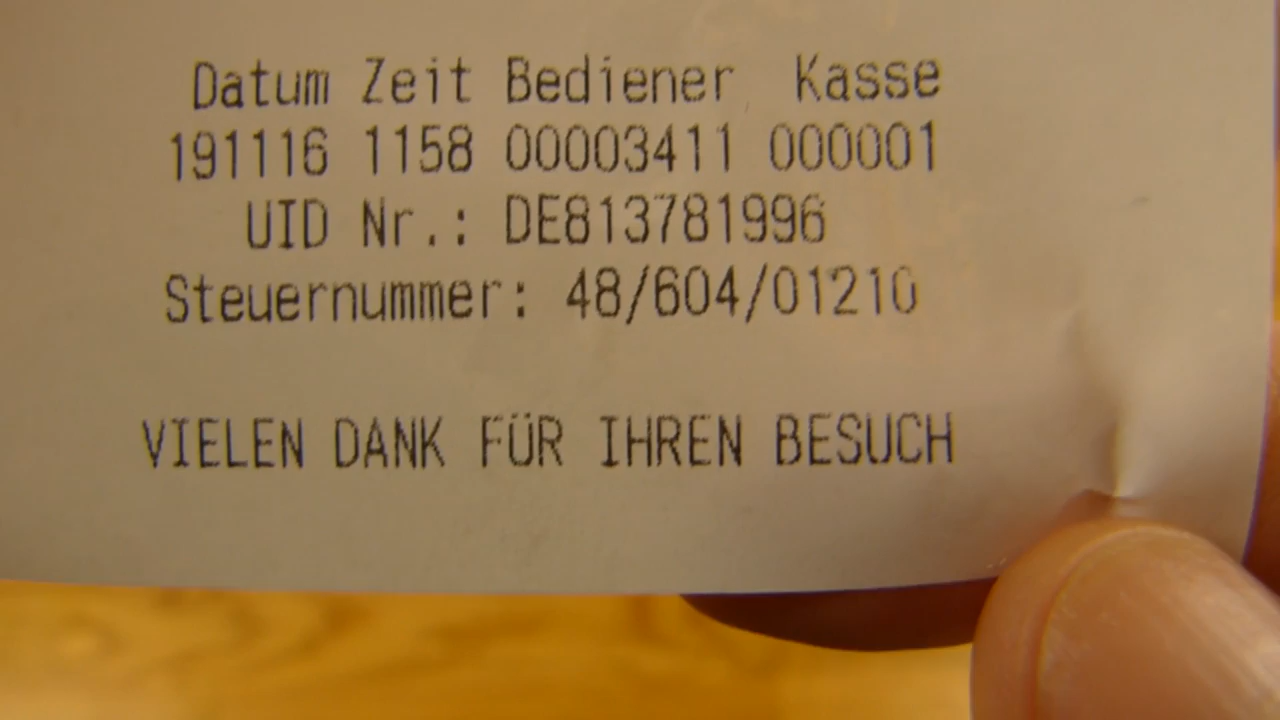 Datum Zeit Bediener Kasse
191116 1158 00003411 000001
UID Nr.: DE813781996
Steuernummer: 48/604/01210
VIELEN DANK FÜR IHREN BESUCH